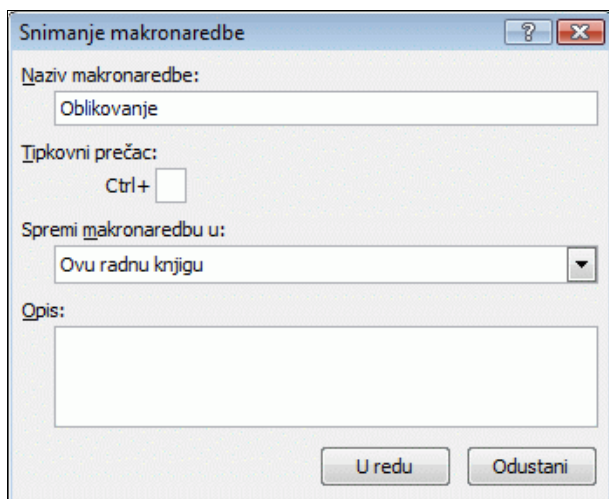 Snimanje makronaredbe
Naziv makronaredbe:
Oblikovanje
Tipkovni prečac:
Ctrl+
Spremi makronaredbu u:
Ovu radnu knjigu
Opis:
U redu Odustani